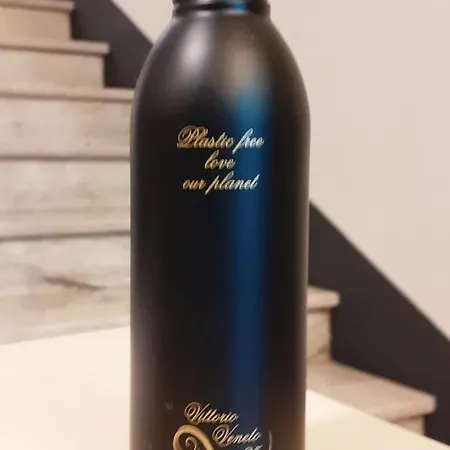 Plastic free
love
our planet
Vittorio
Veneto